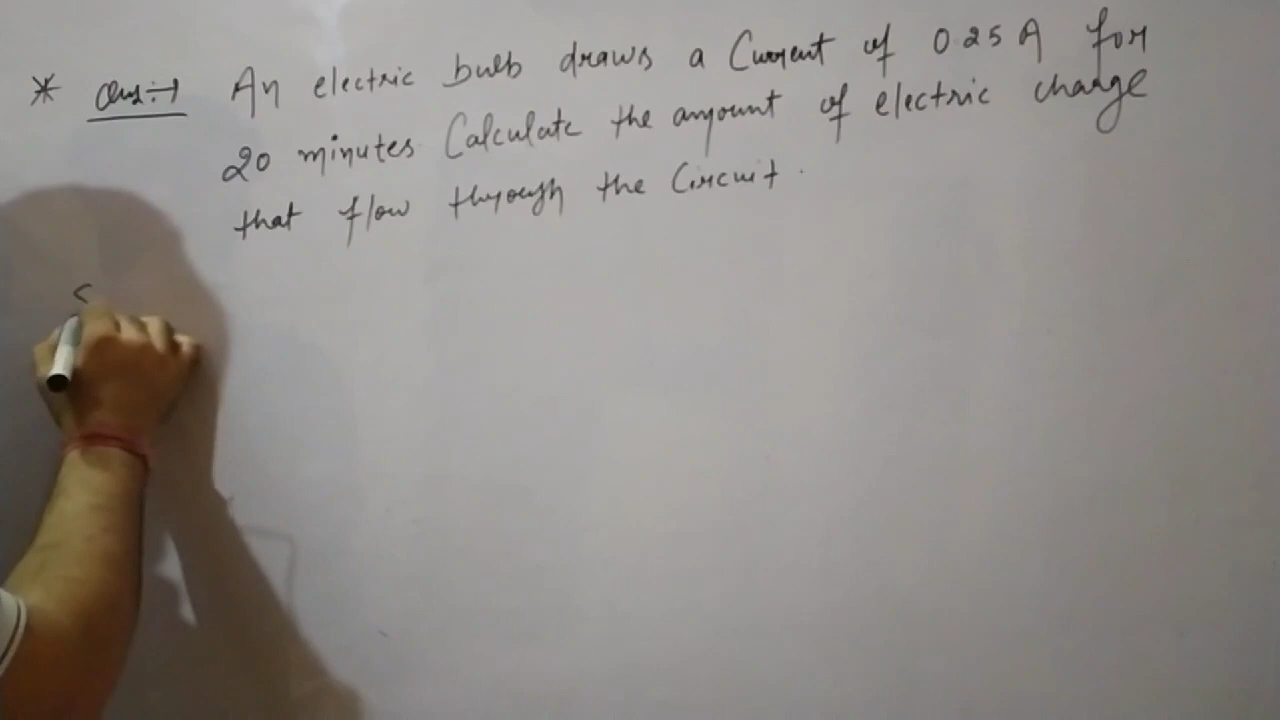 * Ques:→ An electric bulb draws a Current of 0.25 A for
20 minutes. Calculate the amount of electric charge
that flow through the Circuit.
S